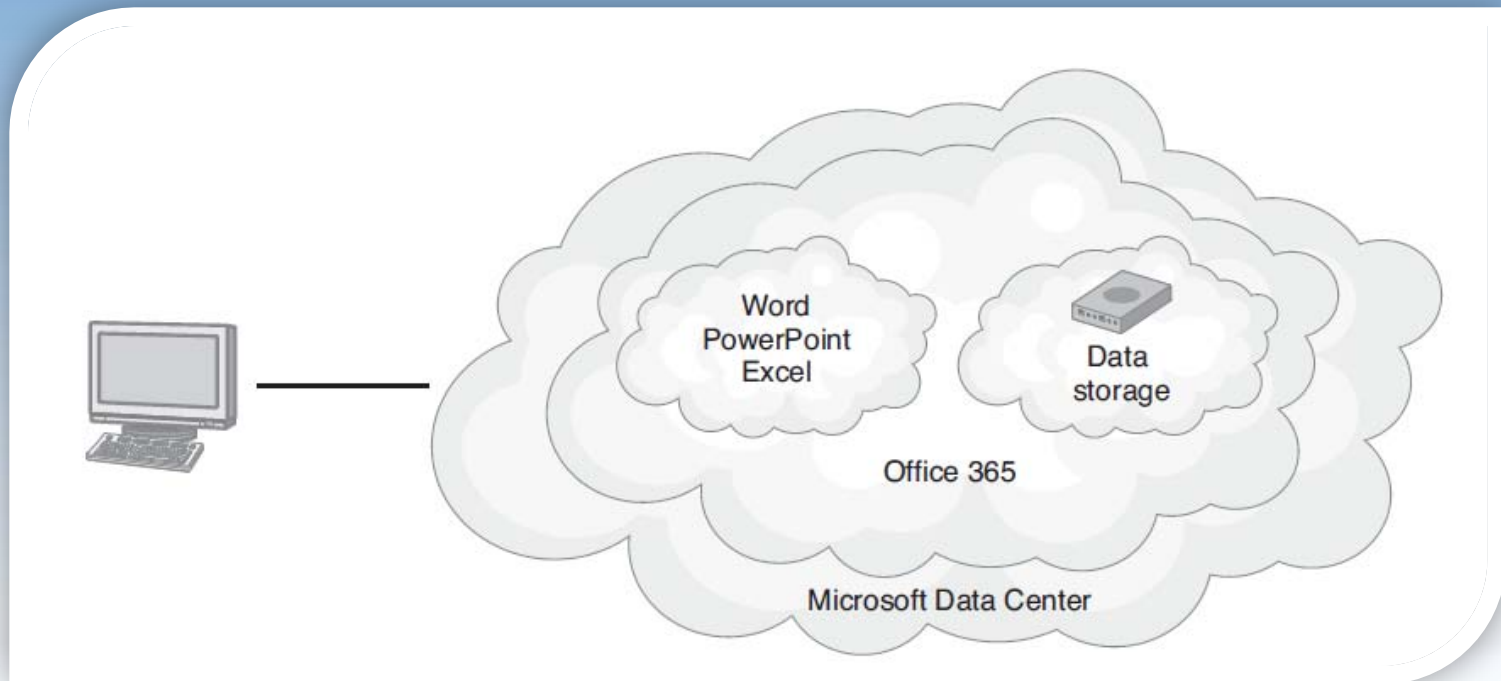 Word
PowerPoint
Excel
Data
storage
Office 365
Microsoft Data Center